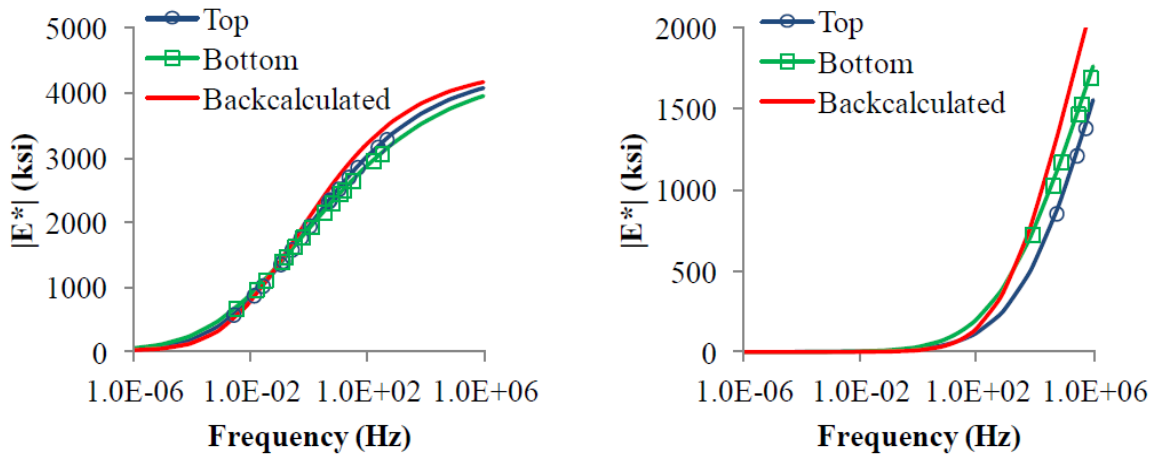 5000
4000
3000
2000
1000
0
|E*| (ksi)
Top
Bottom
Backcalculated
1.0E-06 1.0E-02 1.0E+02 1.0E+06
Frequency (Hz)
2000
1500
1000
500
0
|E*| (ksi)
Top
Bottom
Backcalculated
1.0E-06 1.0E-02 1.0E+02 1.0E+06
Frequency (Hz)